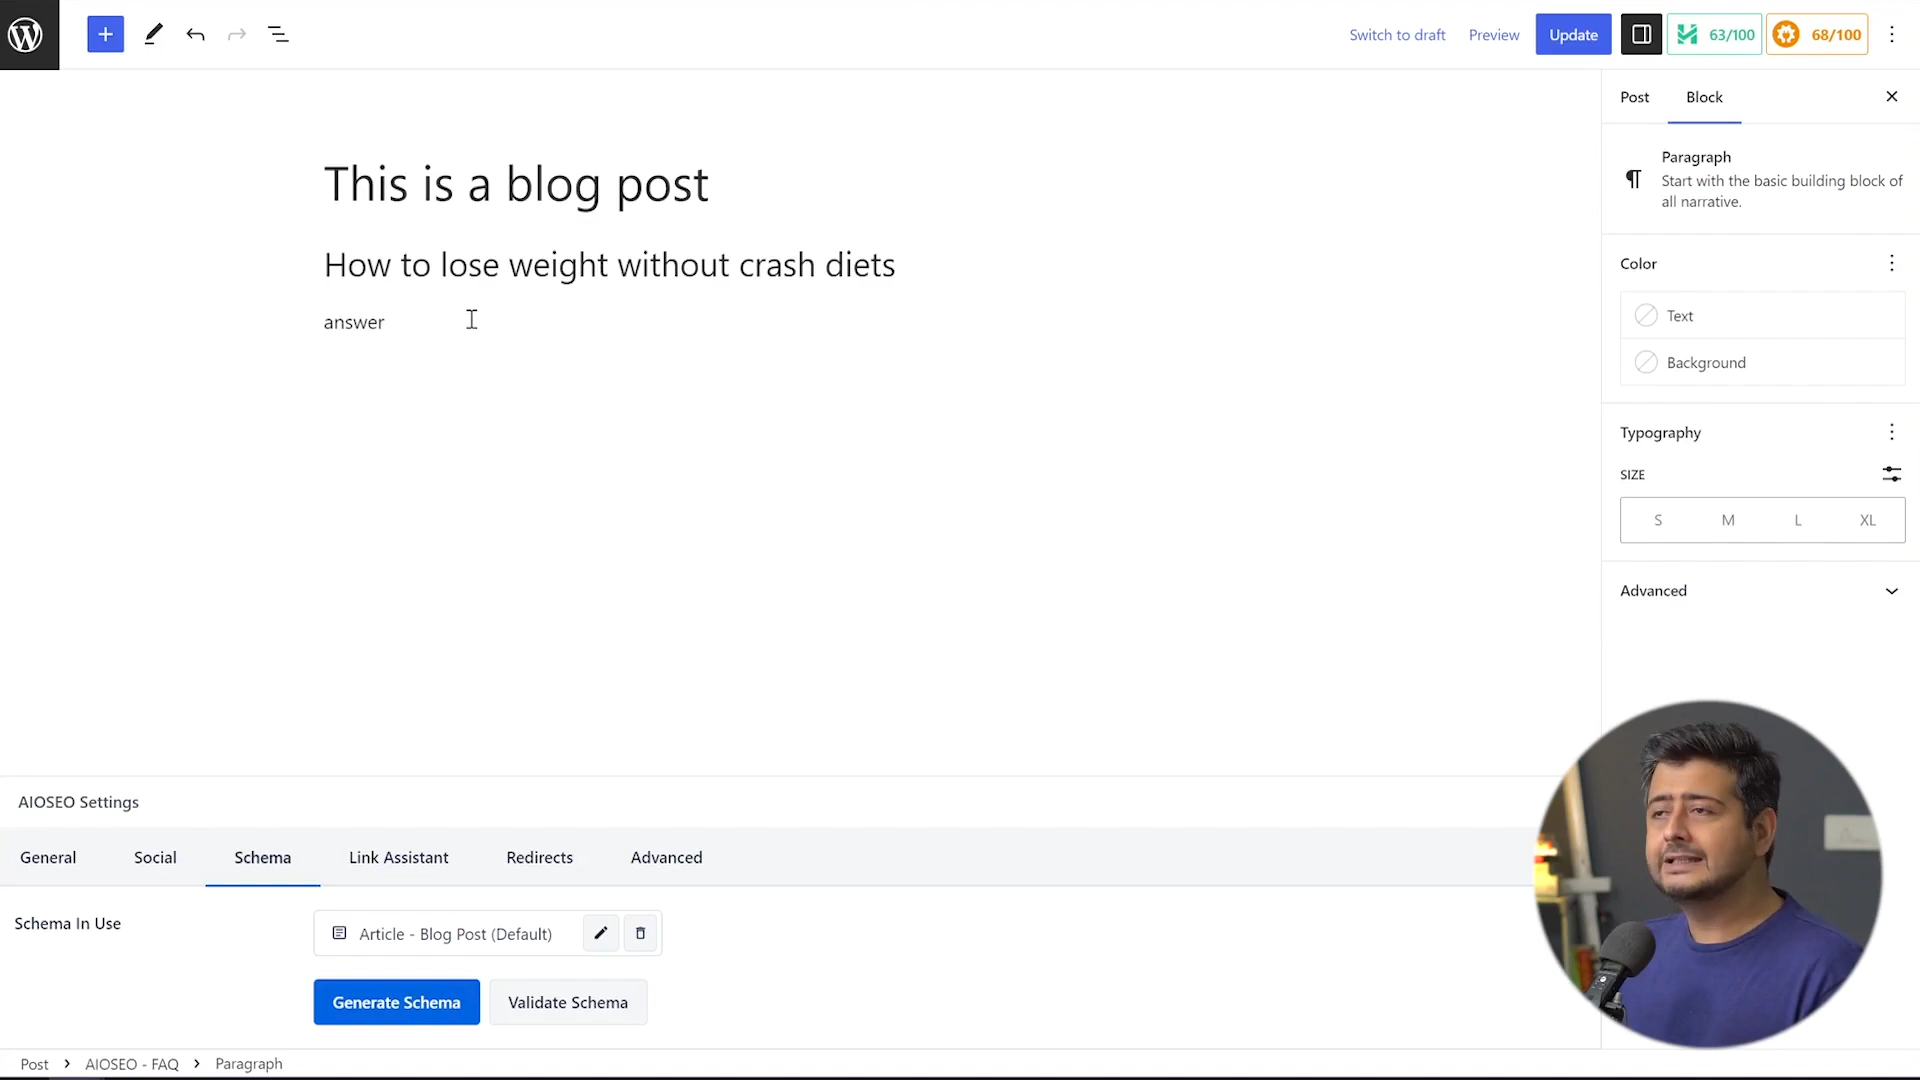 Switch to draft Preview Update 63/100 68/100
Post Block
This is a blog post
How to lose weight without crash diets
answer
Paragraph
Start with the basic building block of
all narrative.
Color
Text
Background
Typography
SIZE
S M L XL
Advanced
AIOSEO Settings
General Social Schema Link Assistant Redirects Advanced
Schema In Use
Article - Blog Post (Default)
Generate Schema Validate Schema
Post > AIOSEO - FAQ > Paragraph